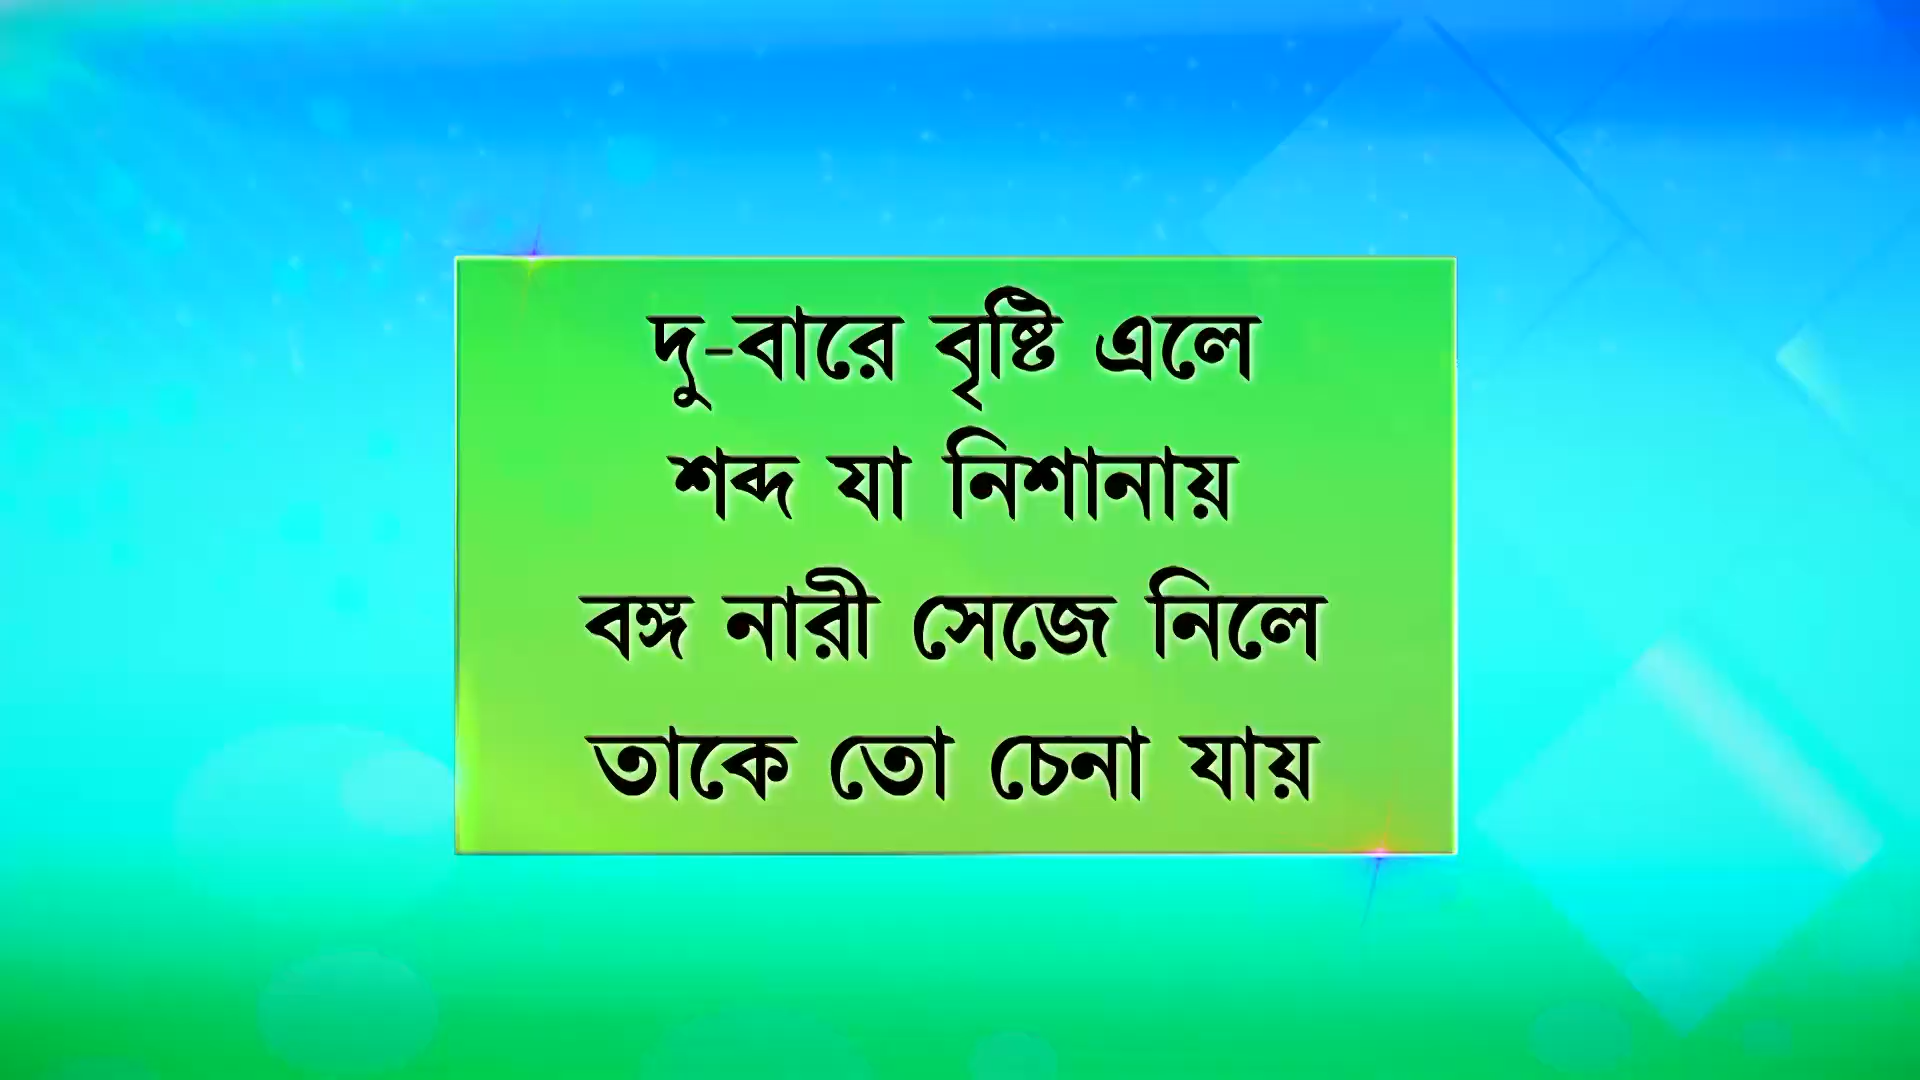 দু-বারে বৃষ্টি এলে
শব্দ যা নিশানায়
বঙ্গ নারী সেজে নিলে
তাকে তো চেনা যায়